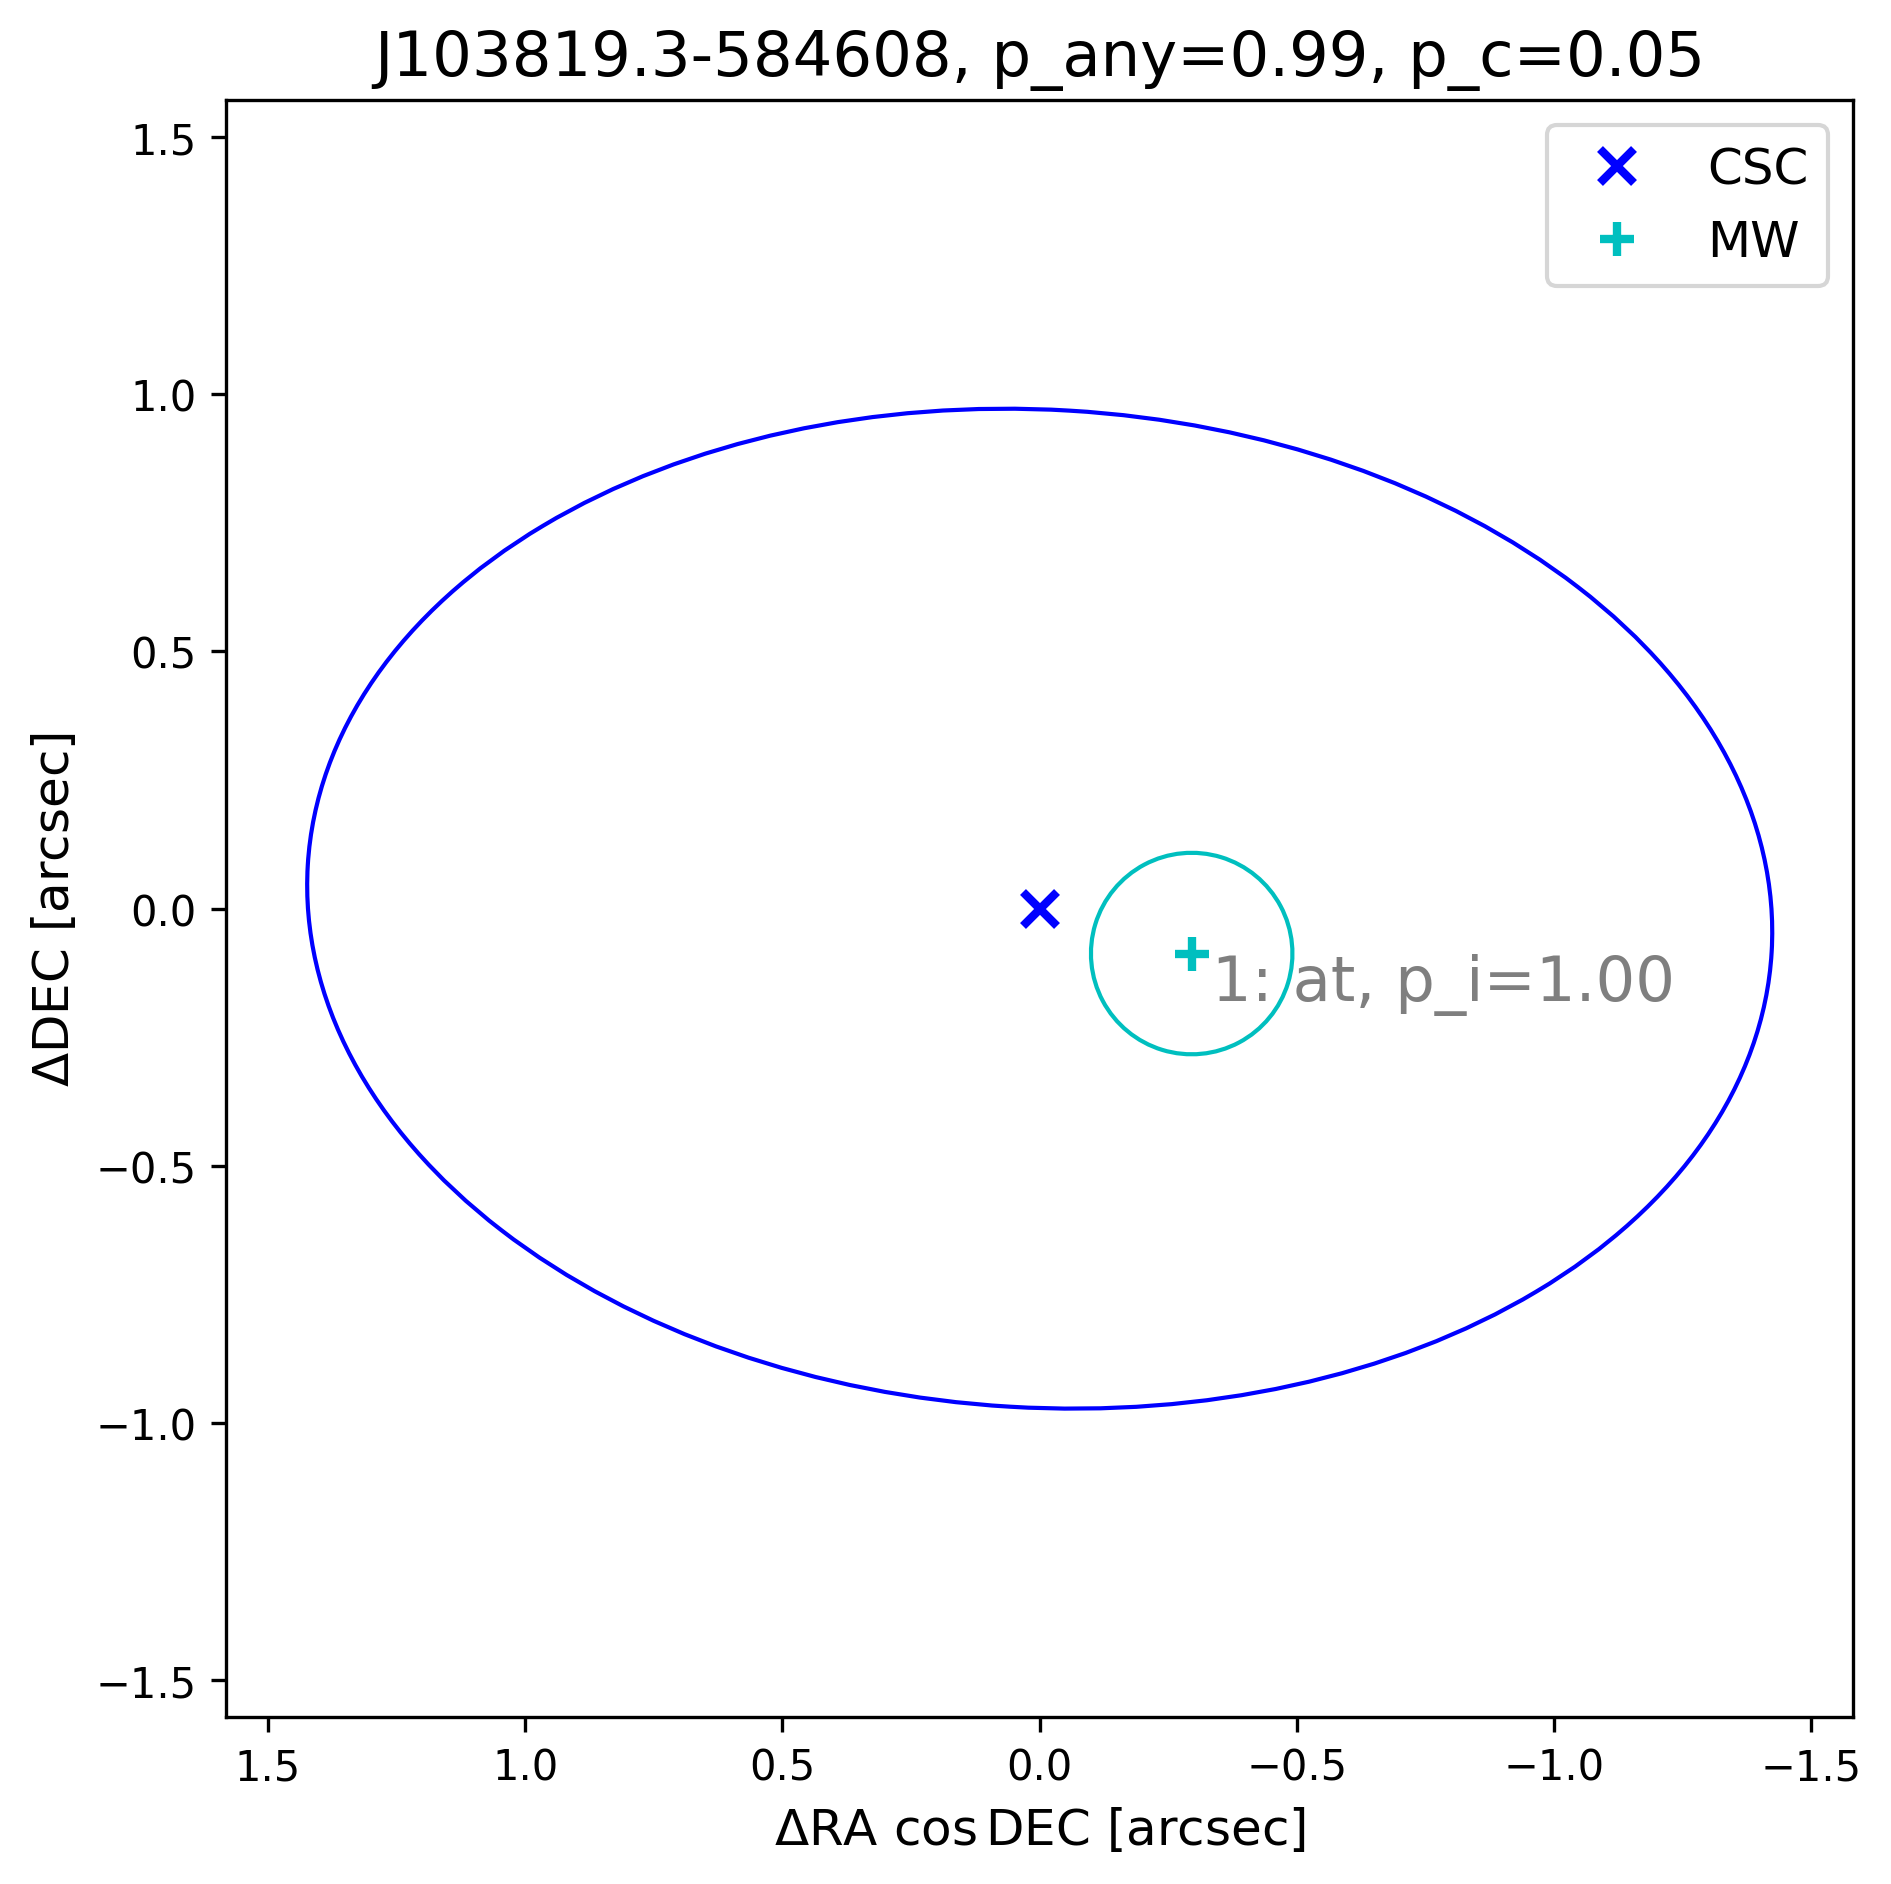 J103819.3-584608, p_any=0.99, p_c=0.05
CSC
MW
1.5
1.0
0.5
0.0
−0.5
−1.0
−1.5
ΔDEC [arcsec]
1: at, p_i=1.00
1.5 1.0 0.5 0.0 −0.5 −1.0 −1.5
ΔRA cos DEC [arcsec]